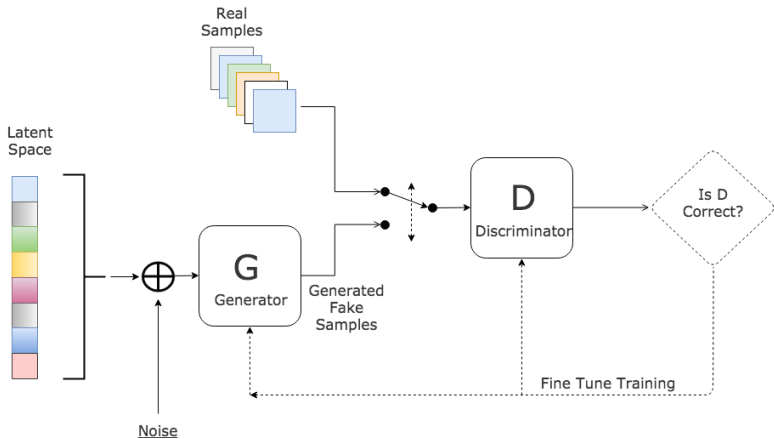 Real
Samples
Latent
Space
D
Discriminator
Is D
Correct?
G
Generator
Generated
Fake
Samples
Fine Tune Training
Noise